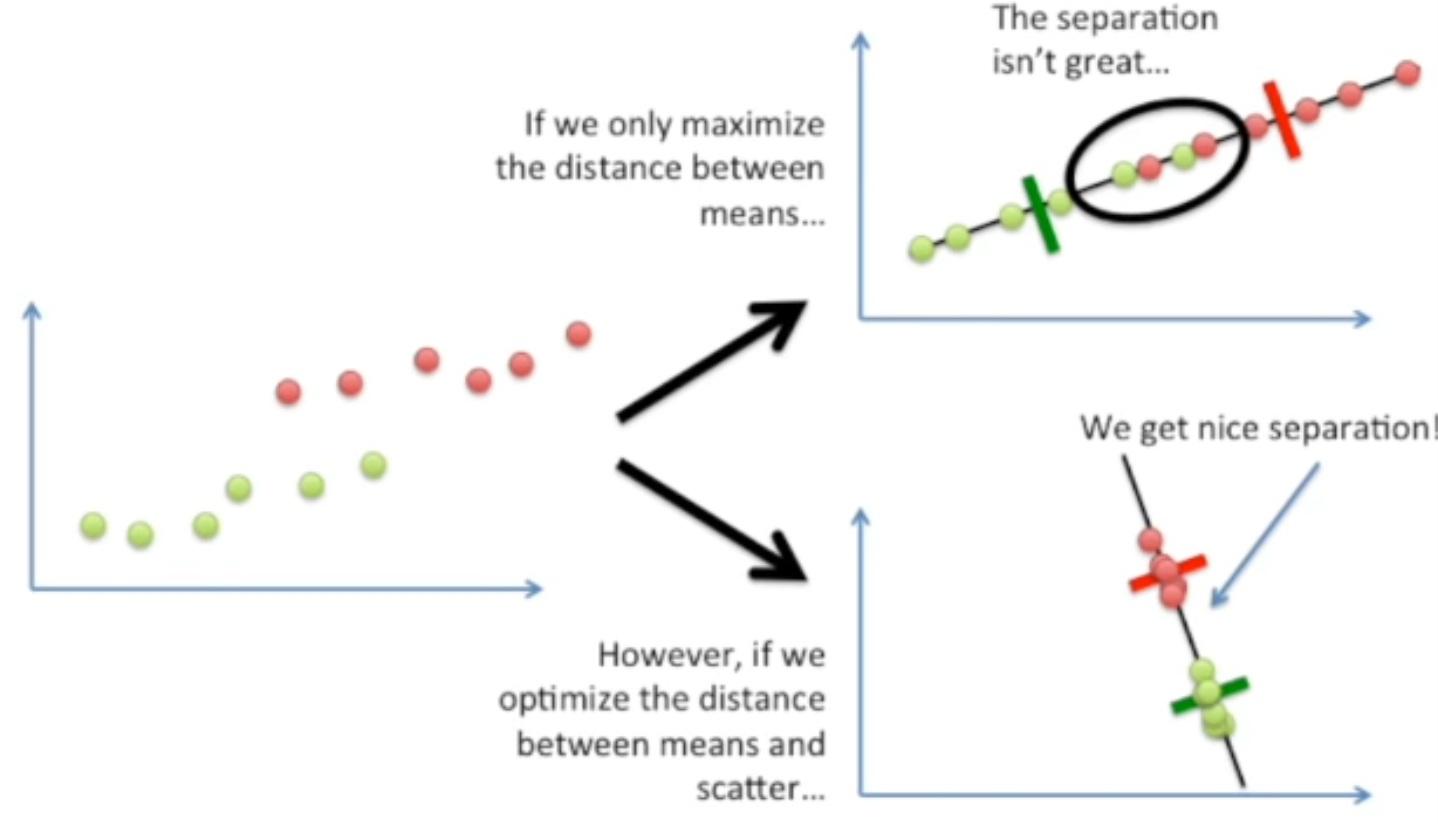 The separation
isn't great...
If we only maximize
the distance between
means...
We get nice separation!
However, if we
optimize the distance
between means and
scatter...